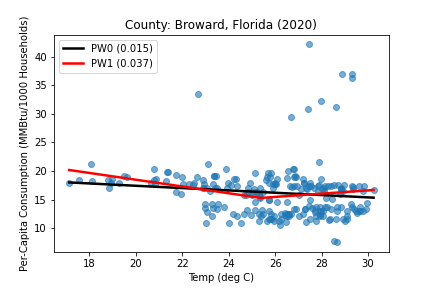 County: Broward, Florida (2020)
PW0 (0.015)
PW1 (0.037)
Per-Capita Consumption (MMBtu/1000 Households)
40
35
30
25
20
15
10
18 20 22 24 26 28 30
Temp (deg C)